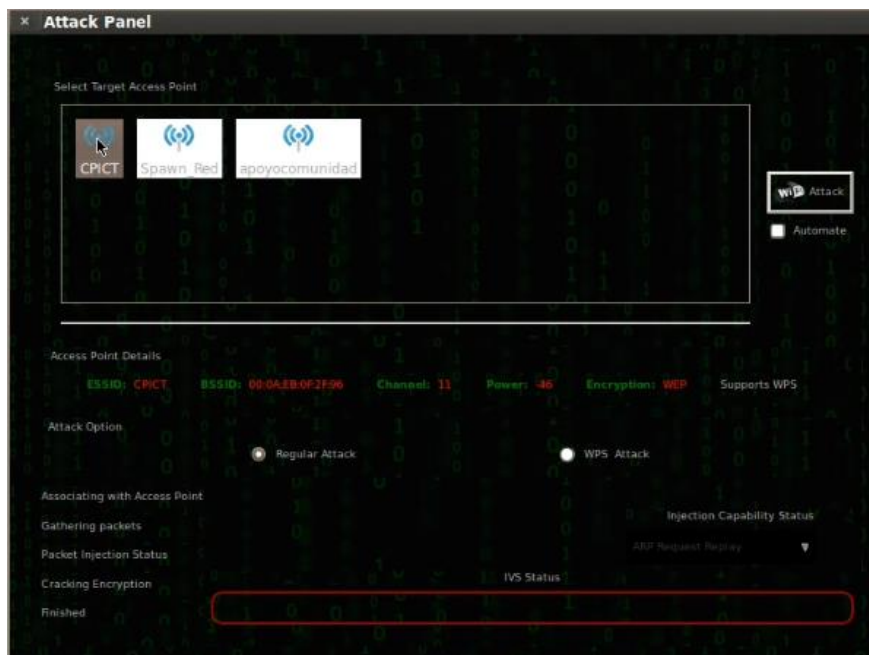 × Attack Panel
Select Target Access Point
CPICT Spawn_Red apoyocomunidad
WiFi Attack
Automate
Access Point Details
ESSID: CPICT BSSID: 00:0A:EB:0F:2F:96 Channel: 11 Power: -46 Encryption: WEP Supports WPS
Attack Option
Regular Attack WPS Attack
Associating with Access Point
Injection Capability Status
Gathering packets
ARP Request Replay
Packet Injection Status
IVS Status
Cracking Encryption
Finished